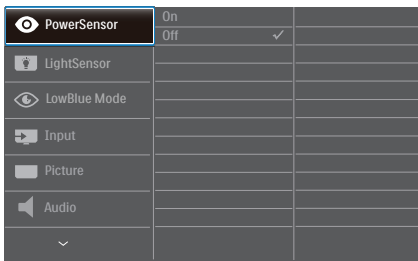 PowerSensor
On
Off
LightSensor
LowBlue Mode
Input
Picture
Audio